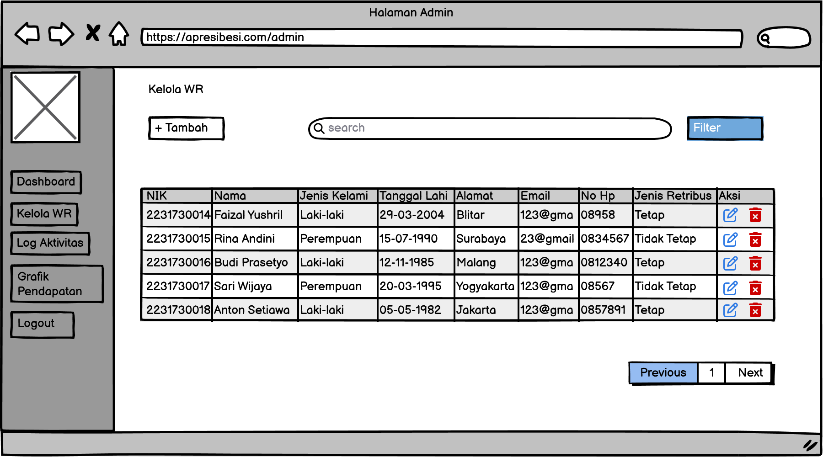 Halaman Admin
https://apresibesi.com/admin
Kelola WR
+ Tambah
search
Filter
Dashboard
Kelola WR
Log Aktivitas
Grafik
Pendapatan
Logout
NIK Nama Jenis Kelami Tanggal Lahi Alamat Email No Hp Jenis Retribus Aksi
2231730014 Faizal Yushril Laki-laki 29-03-2004 Blitar 123@gma 08958 Tetap
2231730015 Rina Andini Perempuan 15-07-1990 Surabaya 23@gmail 0834567 Tidak Tetap
2231730016 Budi Prasetyo Laki-laki 12-11-1985 Malang 123@gma 0812340 Tetap
2231730017 Sari Wijaya Perempuan 20-03-1995 Yogyakarta 123@gma 08567 Tidak Tetap
2231730018 Anton Setiawa Laki-laki 05-05-1982 Jakarta 123@gma 0857891 Tetap
Previous 1 Next